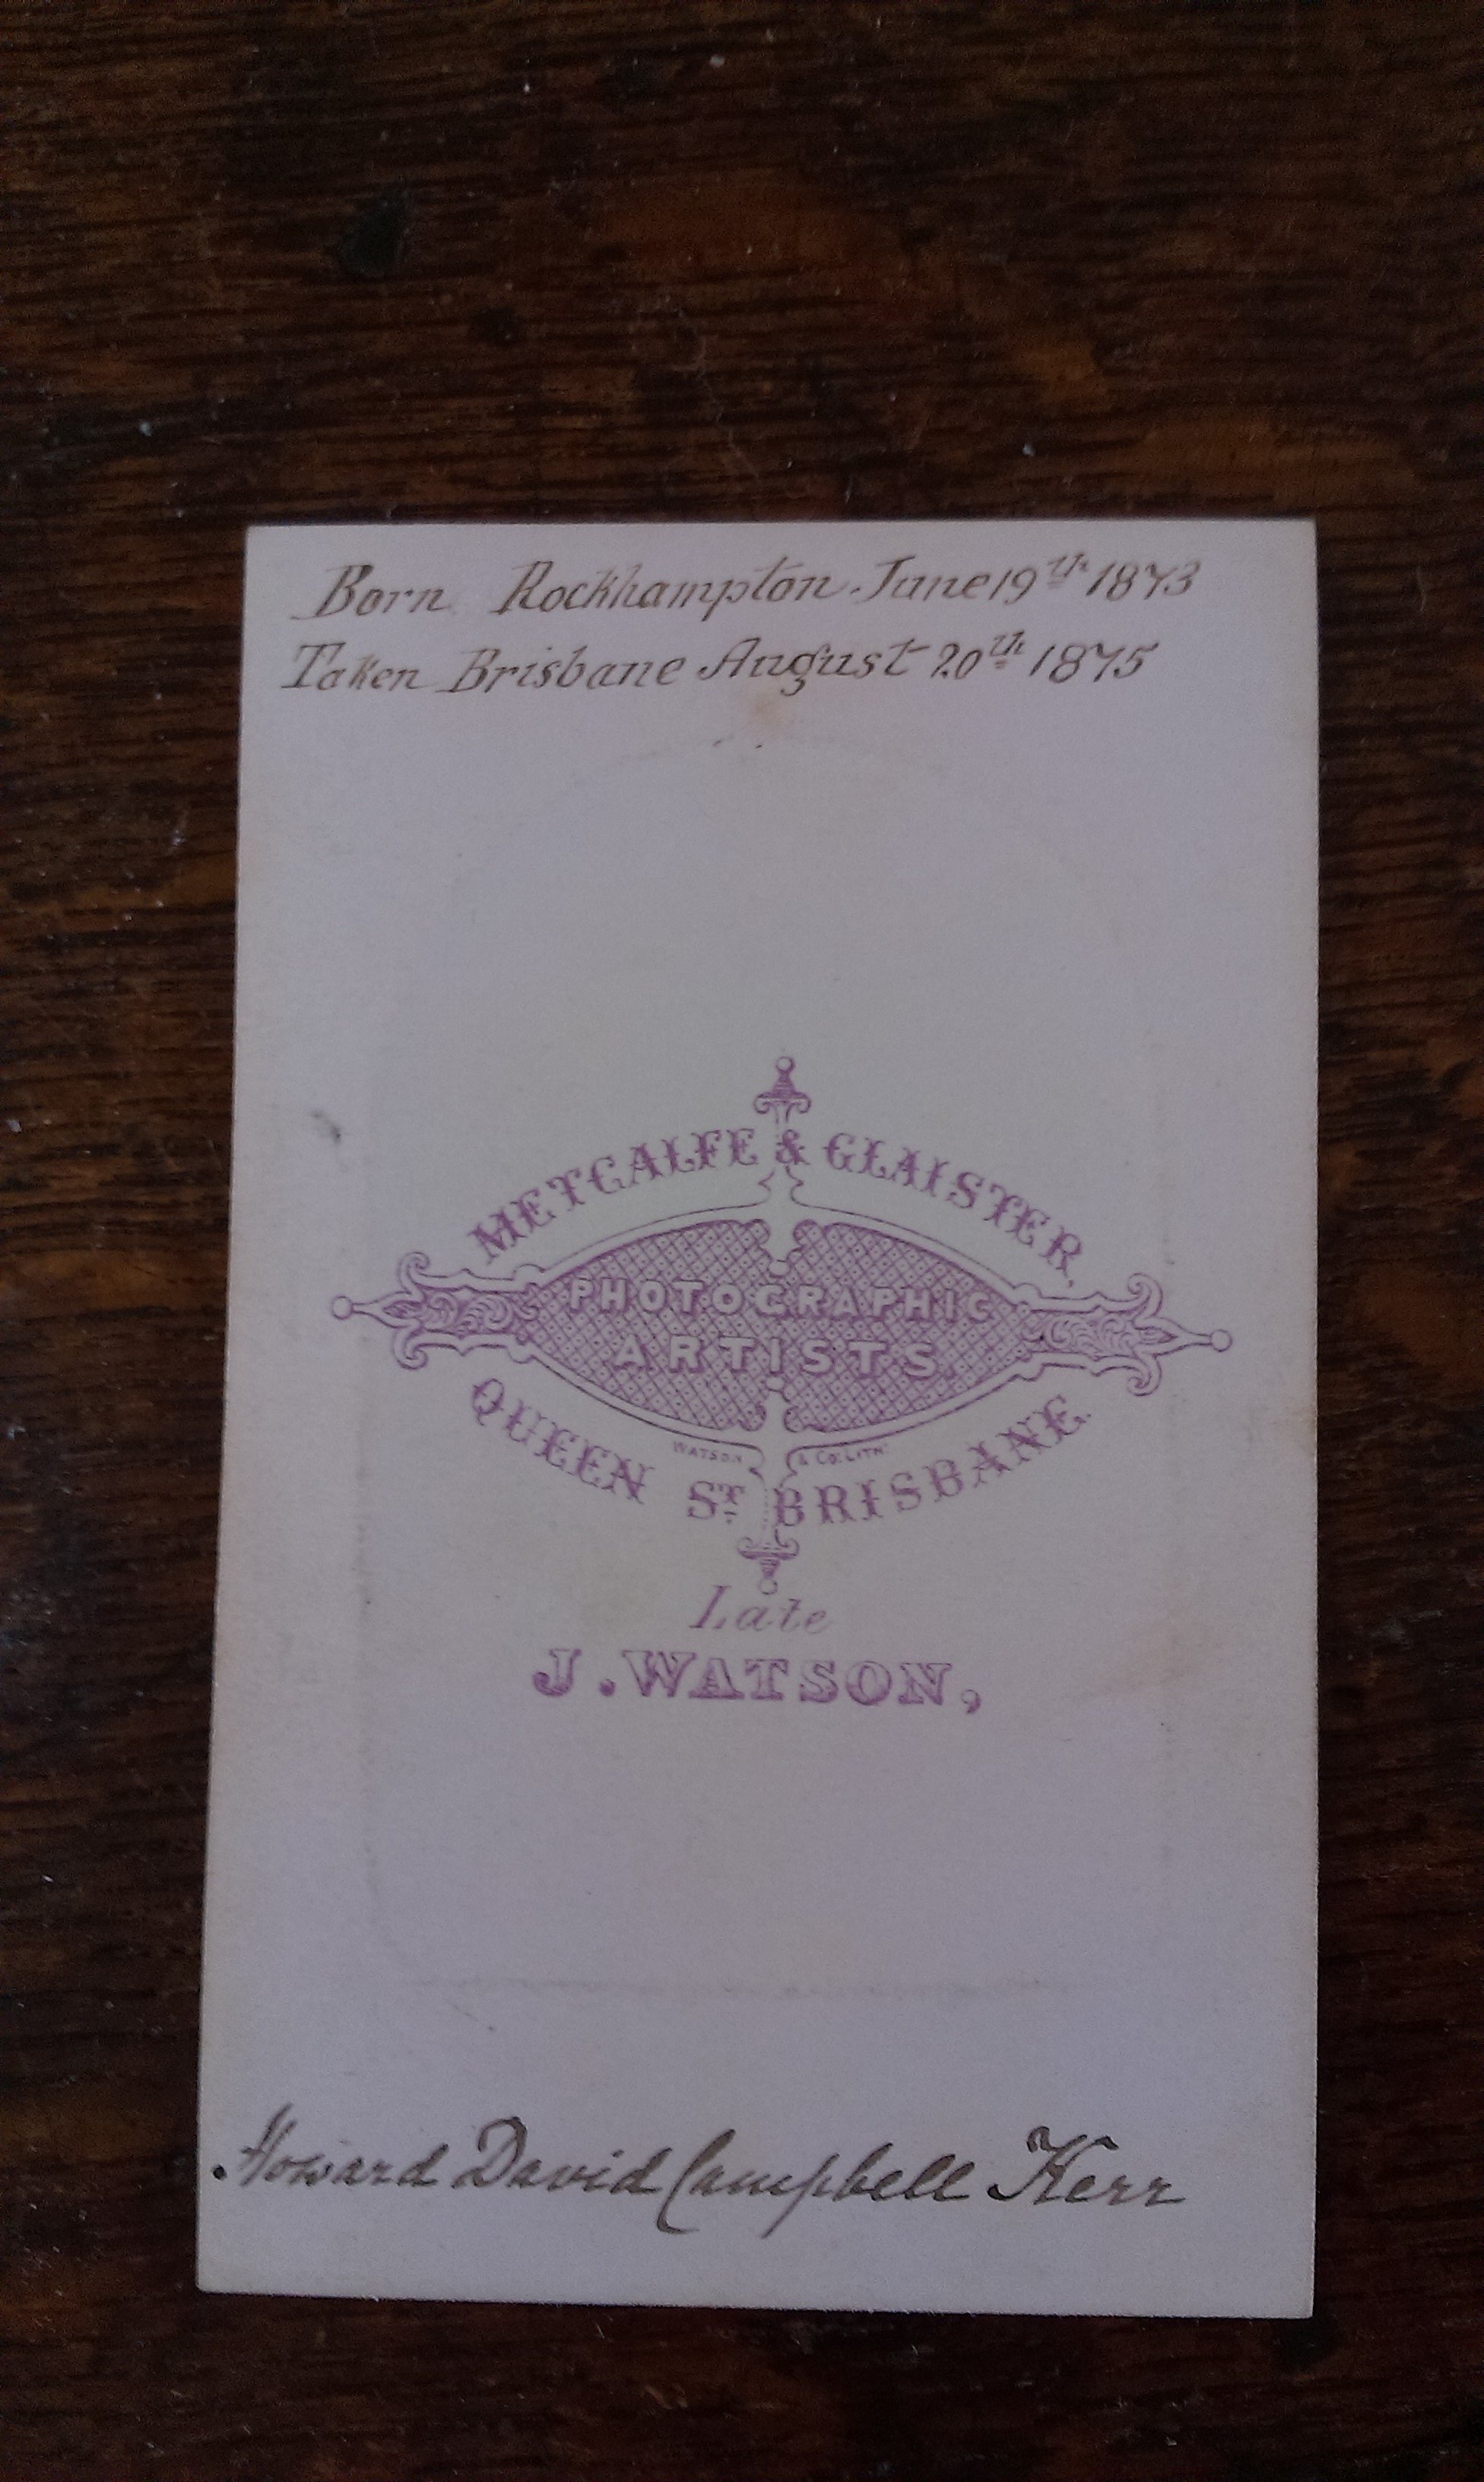 Born Rockhampton June 19th 1873
Taken Brisbane August 20th 1875
METCALFE & GLAISTER.
PHOTOGRAPHIC
ARTISTS.
WATSON & Co. LITH.
QUEEN ST BRISBANE.
Late
J. WATSON,
Howard David Campbell Kerr